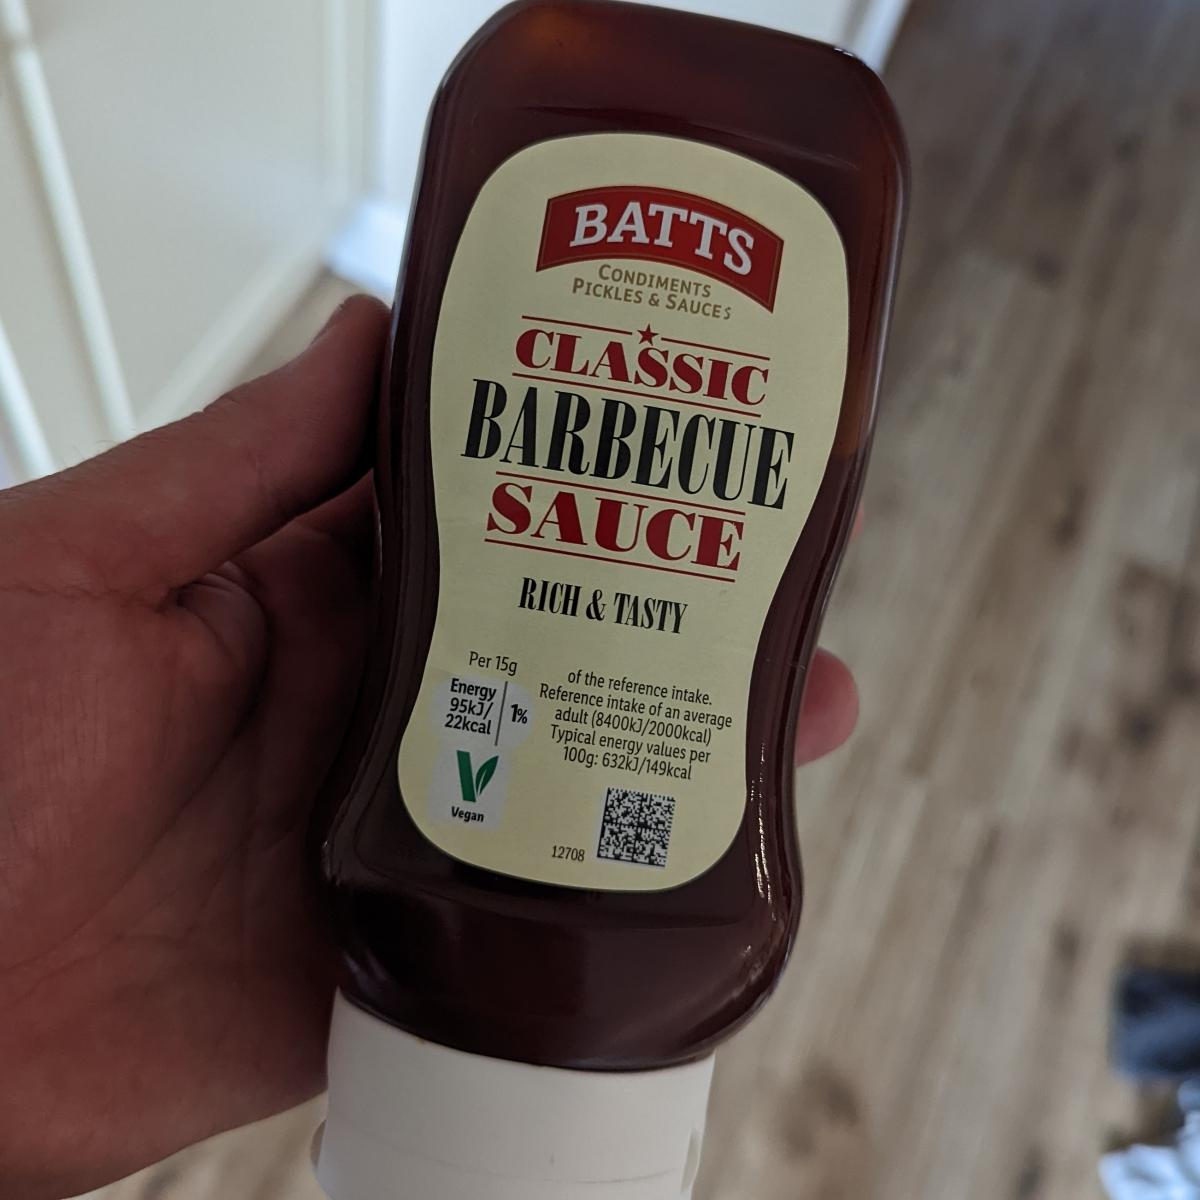 BATTS
CONDIMENTS
PICKLES & SAUCES
CLASSIC
BARBECUE
SAUCE
RICH & TASTY
Per 15g
Energy
95kJ/
22kcal
1%
of the reference intake.
Reference intake of an average
adult (8400kJ/2000kcal)
Typical energy values per
100g: 632kJ/149kcal
Vegan
12708